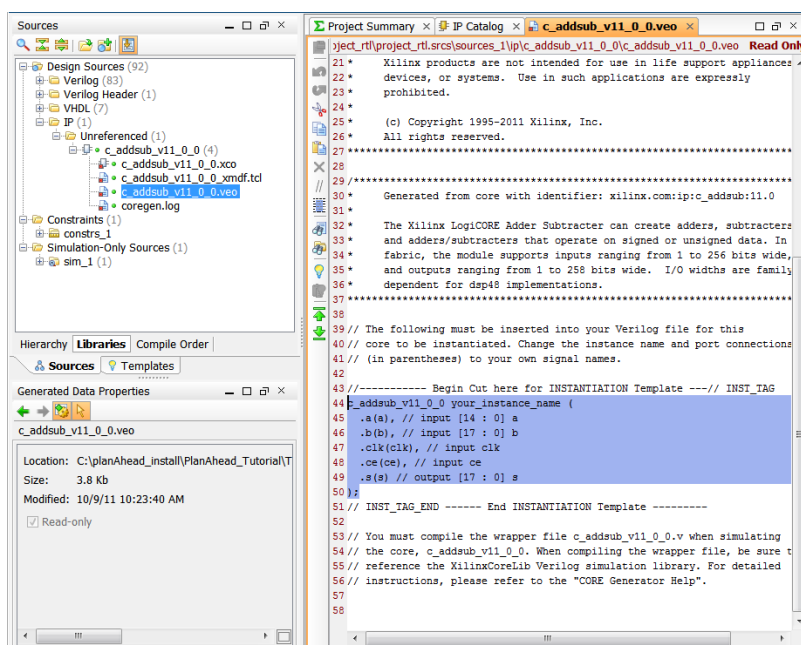 Sources
Design Sources (92)
Verilog (83)
Verilog Header (1)
VHDL (7)
IP (1)
Unreferenced (1)
c_addsub_v11_0_0 (4)
c_addsub_v11_0_0.xco
c_addsub_v11_0_0_xmdf.tcl
c_addsub_v11_0_0.veo
coregen.log
Constraints (1)
constrs_1
Simulation-Only Sources (1)
sim_1 (1)
Hierarchy Libraries Compile Order
Sources Templates
Generated Data Properties
c_addsub_v11_0_0.veo
Location: C:\planAhead_install\PlanAhead_Tutorial\T
Size: 3.8 Kb
Modified: 10/9/11 10:23:40 AM
Read-only
Σ Project Summary × IP Catalog × c_addsub_v11_0_0.veo ×
oject_rtl\project_rtl.srcs\sources_1\ip\c_addsub_v11_0_0\c_addsub_v11_0_0.veo Read Only
21 * Xilinx products are not intended for use in life support appliances
22 * devices, or systems. Use in such applications are expressly
23 * prohibited.
24 *
25 * (c) Copyright 1995-2011 Xilinx, Inc.
26 * All rights reserved.
27 *******************************************************************
28
29 /******************************************************************
30 * Generated from core with identifier: xilinx.com:ip:c_addsub:11.0
31 *
32 * The Xilinx LogiCORE Adder Subtracter can create adders, subtracters
33 * and adders/subtracters that operate on signed or unsigned data. In
34 * fabric, the module supports inputs ranging from 1 to 256 bits wide,
35 * and outputs ranging from 1 to 258 bits wide. I/O widths are family
36 * dependent for dsp48 implementations.
37 *******************************************************************
38
39 // The following must be inserted into your Verilog file for this
40 // core to be instantiated. Change the instance name and port connections
41 // (in parentheses) to your own signal names.
42
43 //----------- Begin Cut here for INSTANTIATION Template ---// INST_TAG
44 c_addsub_v11_0_0 your_instance_name (
45 .a(a), // input [14 : 0] a
46 .b(b), // input [17 : 0] b
47 .clk(clk), // input clk
48 .ce(ce), // input ce
49 .s(s) // output [17 : 0] s
50 );
51 // INST_TAG_END ------ End INSTANTIATION Template ---------
52
53 // You must compile the wrapper file c_addsub_v11_0_0.v when simulating
54 // the core, c_addsub_v11_0_0. When compiling the wrapper file, be sure t
55 // reference the XilinxCoreLib Verilog simulation library. For detailed
56 // instructions, please refer to the "CORE Generator Help".
57
58